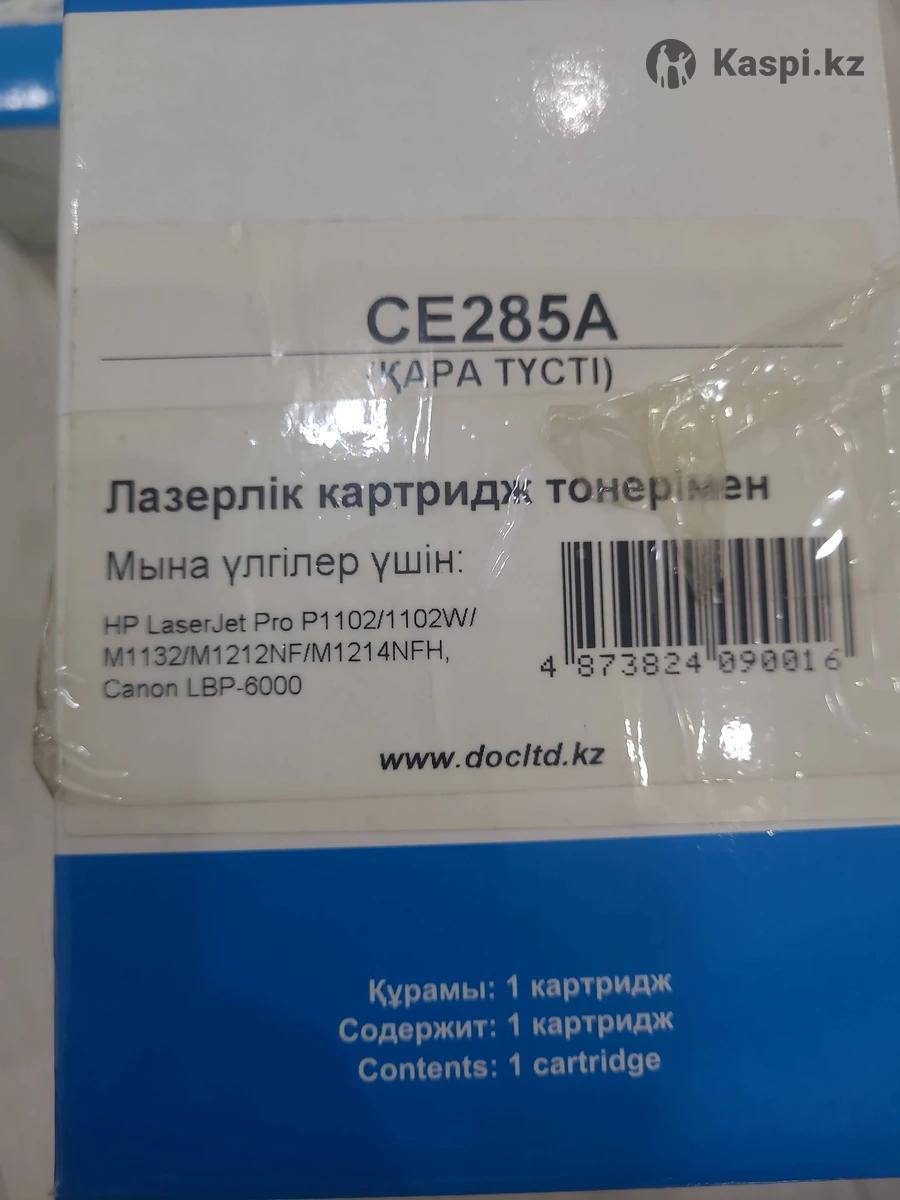 Kaspi.kz
CE285A
(ҚАРА ТҮСТІ)
Лазерлік картридж тонерімен
Мына үлгілер үшін:
HP LaserJet Pro P1102/1102W/
M1132/M1212NF/M1214NFH,
Canon LBP-6000
4 873824 090016
www.docltd.kz
Құрамы: 1 картридж
Содержит: 1 картридж
Contents: 1 cartridge